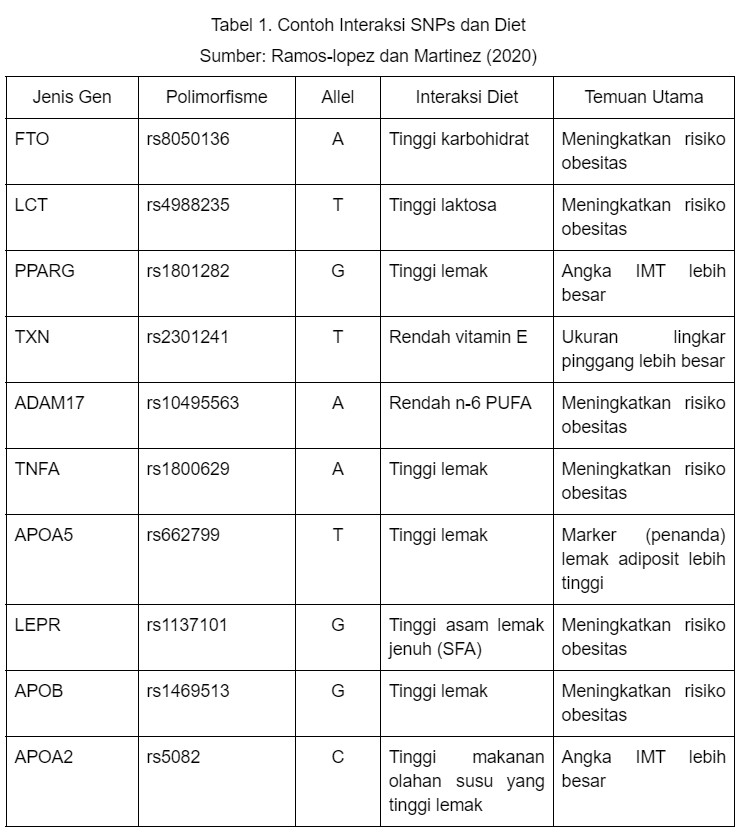 Tabel 1. Contoh Interaksi SNPs dan Diet
Sumber: Ramos-lopez dan Martinez (2020)
Jenis Gen Polimorfisme Allel Interaksi Diet Temuan Utama
FTO rs8050136 A Tinggi karbohidrat Meningkatkan risiko
obesitas
LCT rs4988235 T Tinggi laktosa Meningkatkan risiko
obesitas
PPARG rs1801282 G Tinggi lemak Angka IMT lebih
besar
TXN rs2301241 T Rendah vitamin E Ukuran lingkar
pinggang lebih besar
ADAM17 rs10495563 A Rendah n-6 PUFA Meningkatkan risiko
obesitas
TNFA rs1800629 A Tinggi lemak Meningkatkan risiko
obesitas
APOA5 rs662799 T Tinggi lemak Marker (penanda)
lemak adiposit lebih
tinggi
LEPR rs1137101 G Tinggi asam lemak Meningkatkan risiko
jenuh (SFA) obesitas
APOB rs1469513 G Tinggi lemak Meningkatkan risiko
obesitas
APOA2 rs5082 C Tinggi makanan Angka IMT lebih
olahan susu yang besar
tinggi lemak